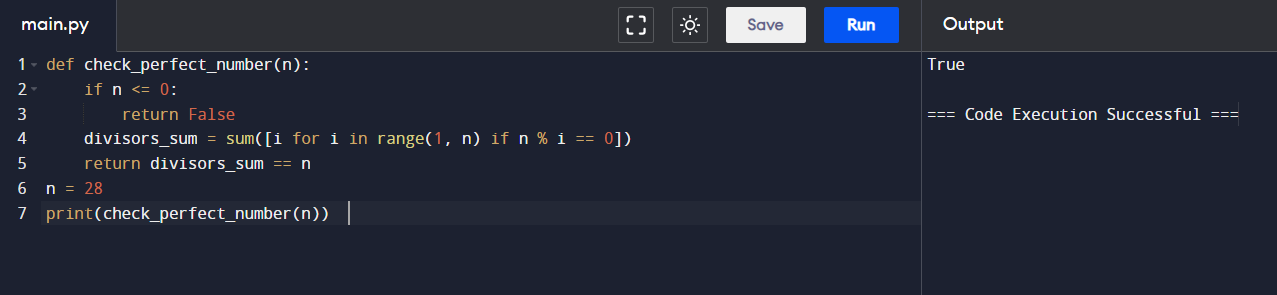 main.py
Save
Run
Output
1 def check_perfect_number(n):
2     if n <= 0:
3         return False
4     divisors_sum = sum([i for i in range(1, n) if n % i == 0])
5     return divisors_sum == n
6 n = 28
7 print(check_perfect_number(n))
True
=== Code Execution Successful ===